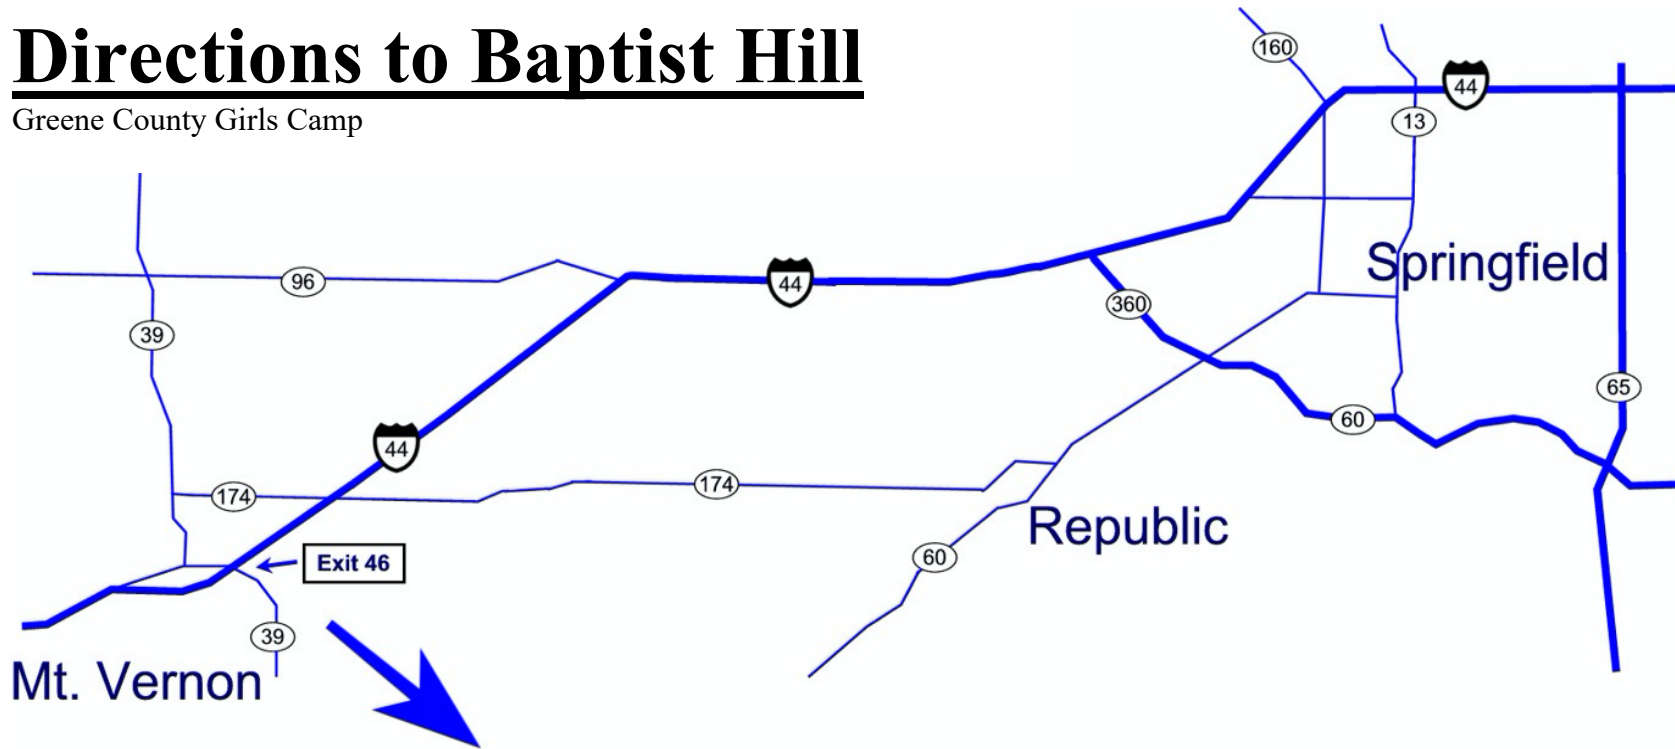 Directions to Baptist Hill
Greene County Girls Camp
160
44
13
Springfield
96
44
360
39
65
60
44
174
174
Republic
60
Exit 46
39
Mt. Vernon